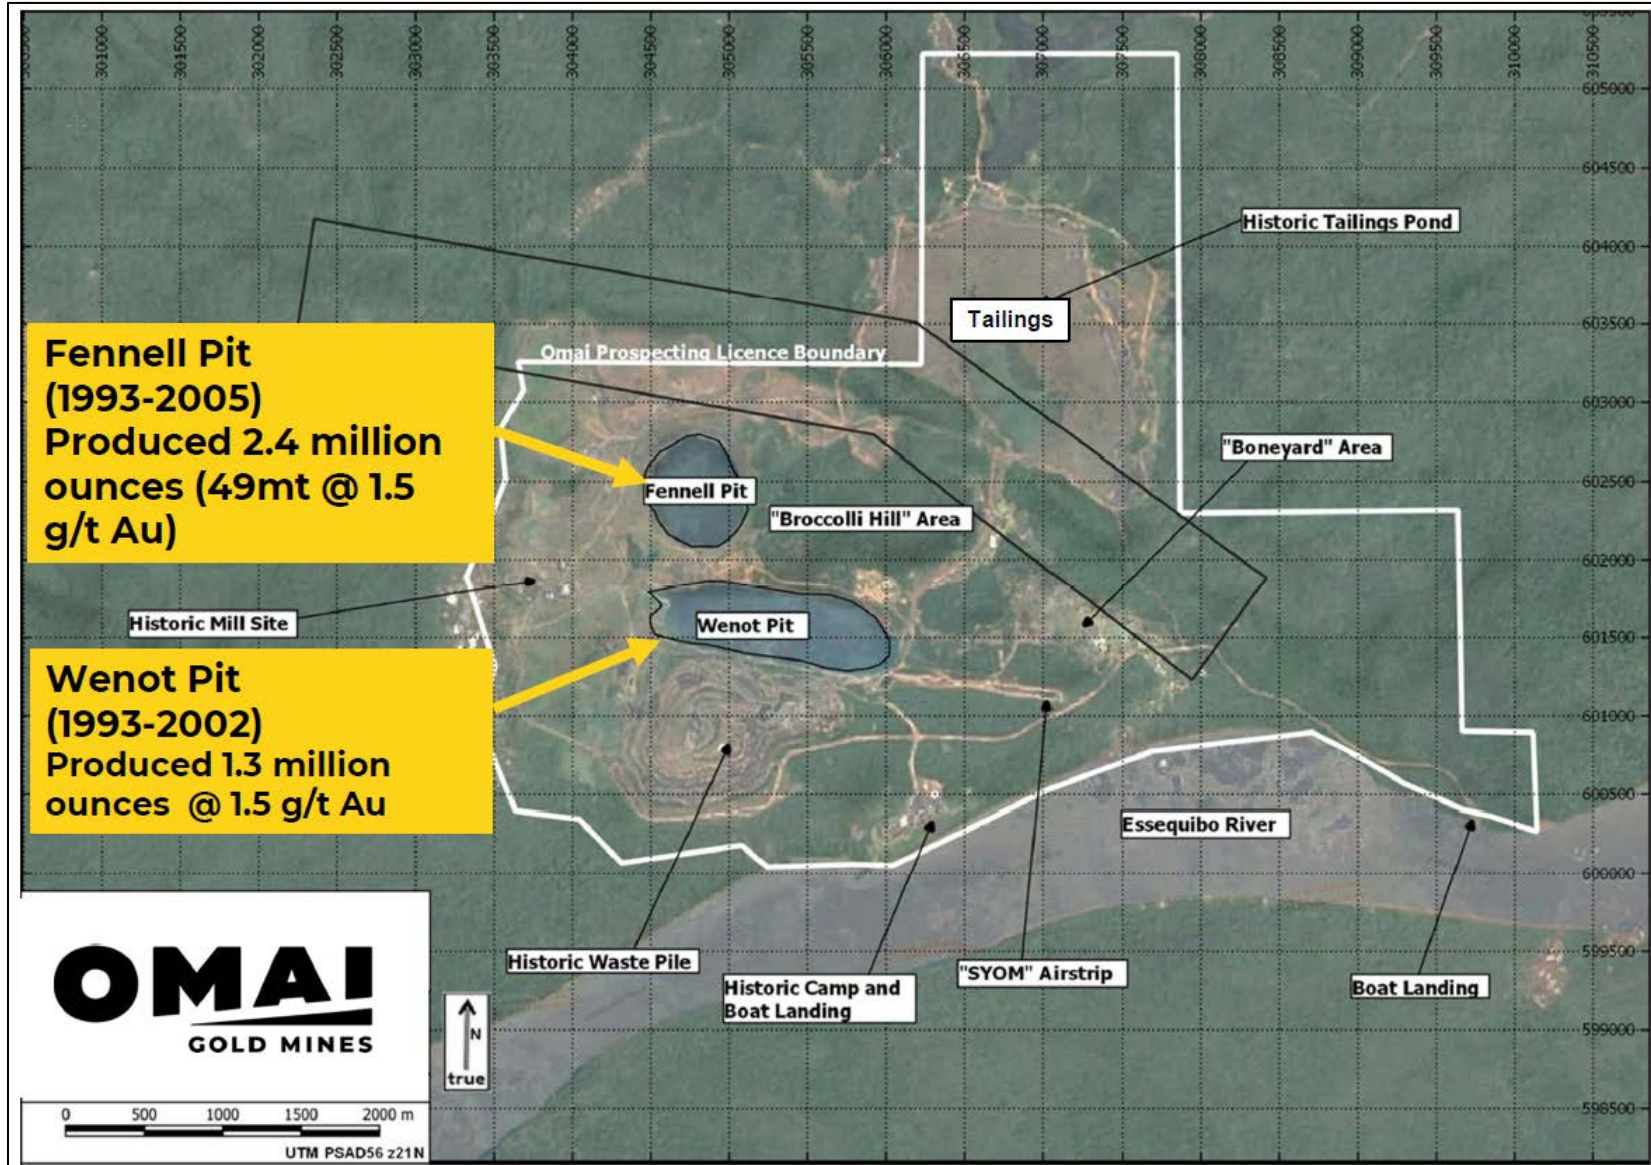 301000
301500
302000
302500
303000
303500
304000
304500
305000
305500
306000
306500
307000
307500
308000
308500
309000
309500
310000
310500
605000
604500
604000
603500
603000
602500
602000
601500
601000
600500
600000
599500
599000
598500
Historic Tailings Pond
Tailings
Omai Prospecting Licence Boundary
Fennell Pit
(1993-2005)
Produced 2.4 million
ounces (49mt @ 1.5
g/t Au)
"Boneyard" Area
Fennell Pit
"Broccolli Hill" Area
Historic Mill Site
Wenot Pit
Wenot Pit
(1993-2002)
Produced 1.3 million
ounces @ 1.5 g/t Au
Essequibo River
Historic Waste Pile
Historic Camp and
Boat Landing
"SYOM" Airstrip
Boat Landing
OMAI
GOLD MINES
N
true
0 500 1000 1500 2000 m
UTM PSAD56 z21N